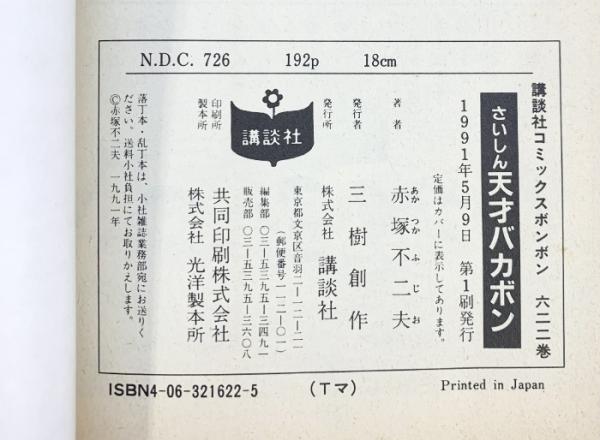 N.D.C. 726 192p 18cm
講談社コミックスボンボン 六二二巻
さいしん天才バカボン
1991年5月9日 第1刷発行
定価はカバーに表示してあります。
著者 赤塚不二夫
あかつかふじお
発行者 三樹創作
発行所 株式会社 講談社
東京都文京区音羽二―一二―二一
(郵便番号一一二―〇一)
編集部 〇三―五三九五―三四九一
販売部 〇三―五三九五―三六〇八
講談社
印刷所 共同印刷株式会社
製本所 株式会社 光洋製本所
落丁本・乱丁本は、小社雑誌業務部宛にお送りく
ださい。送料小社負担にてお取りかえします。
©赤塚不二夫 一九九一年
ISBN4-06-321622-5 (Tマ) Printed in Japan